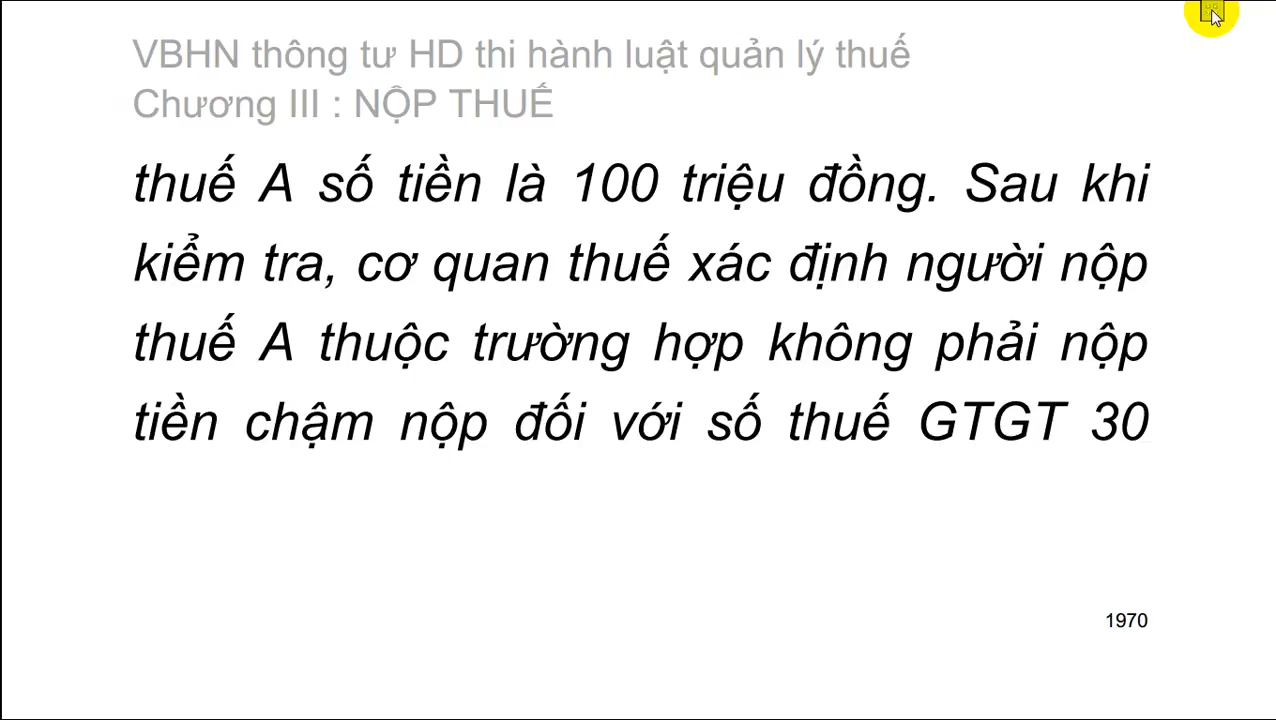 VBHN thông tư HD thi hành luật quản lý thuế
Chương III : NỘP THUẾ
thuế A số tiền là 100 triệu đồng. Sau khi
kiểm tra, cơ quan thuế xác định người nộp
thuế A thuộc trường hợp không phải nộp
tiền chậm nộp đối với số thuế GTGT 30
1970